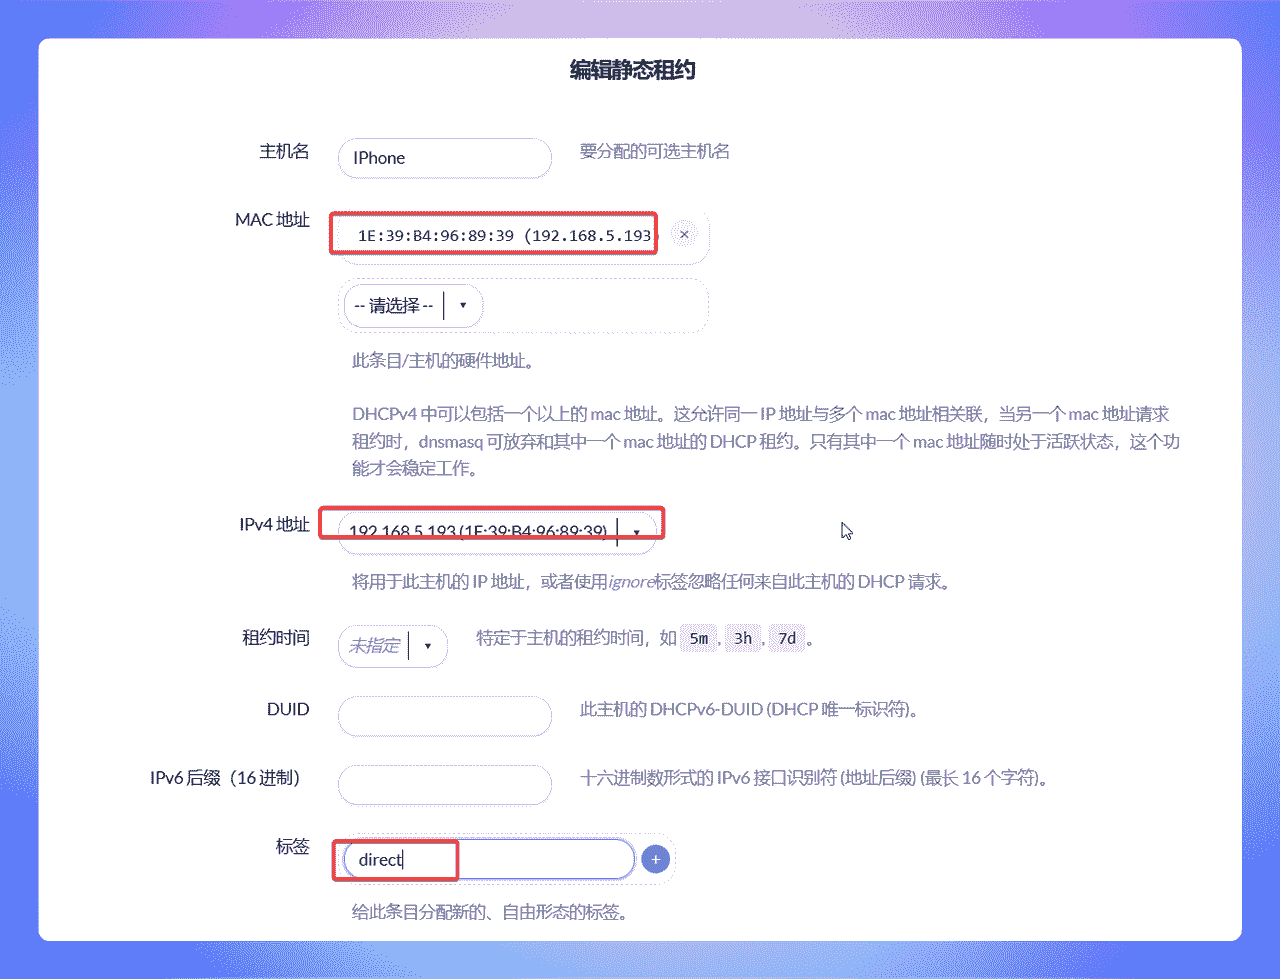 编辑静态租约
主机名
IPhone
要分配的可选主机名
MAC 地址
1E:39:B4:96:89:39 (192.168.5.193
-- 请选择 --
此条目/主机的硬件地址。
DHCPv4 中可以包括一个以上的 mac 地址。这允许同一 IP 地址与多个 mac 地址相关联，当另一个 mac 地址请求
租约时，dnsmasq 可放弃和其中一个 mac 地址的 DHCP 租约。只有其中一个 mac 地址随时处于活跃状态，这个功
能才会稳定工作。
IPv4 地址
192.168.5.193 (1E:39:B4:96:89:39)
将用于此主机的 IP 地址，或者使用ignore标签忽略任何来自此主机的 DHCP 请求。
租约时间
未指定
特定于主机的租约时间，如 5m, 3h, 7d 。
DUID
此主机的 DHCPv6-DUID (DHCP 唯一标识符)。
IPv6 后缀（16 进制）
十六进制数形式的 IPv6 接口识别符 (地址后缀) (最长 16 个字符)。
标签
direct
给此条目分配新的、自由形态的标签。